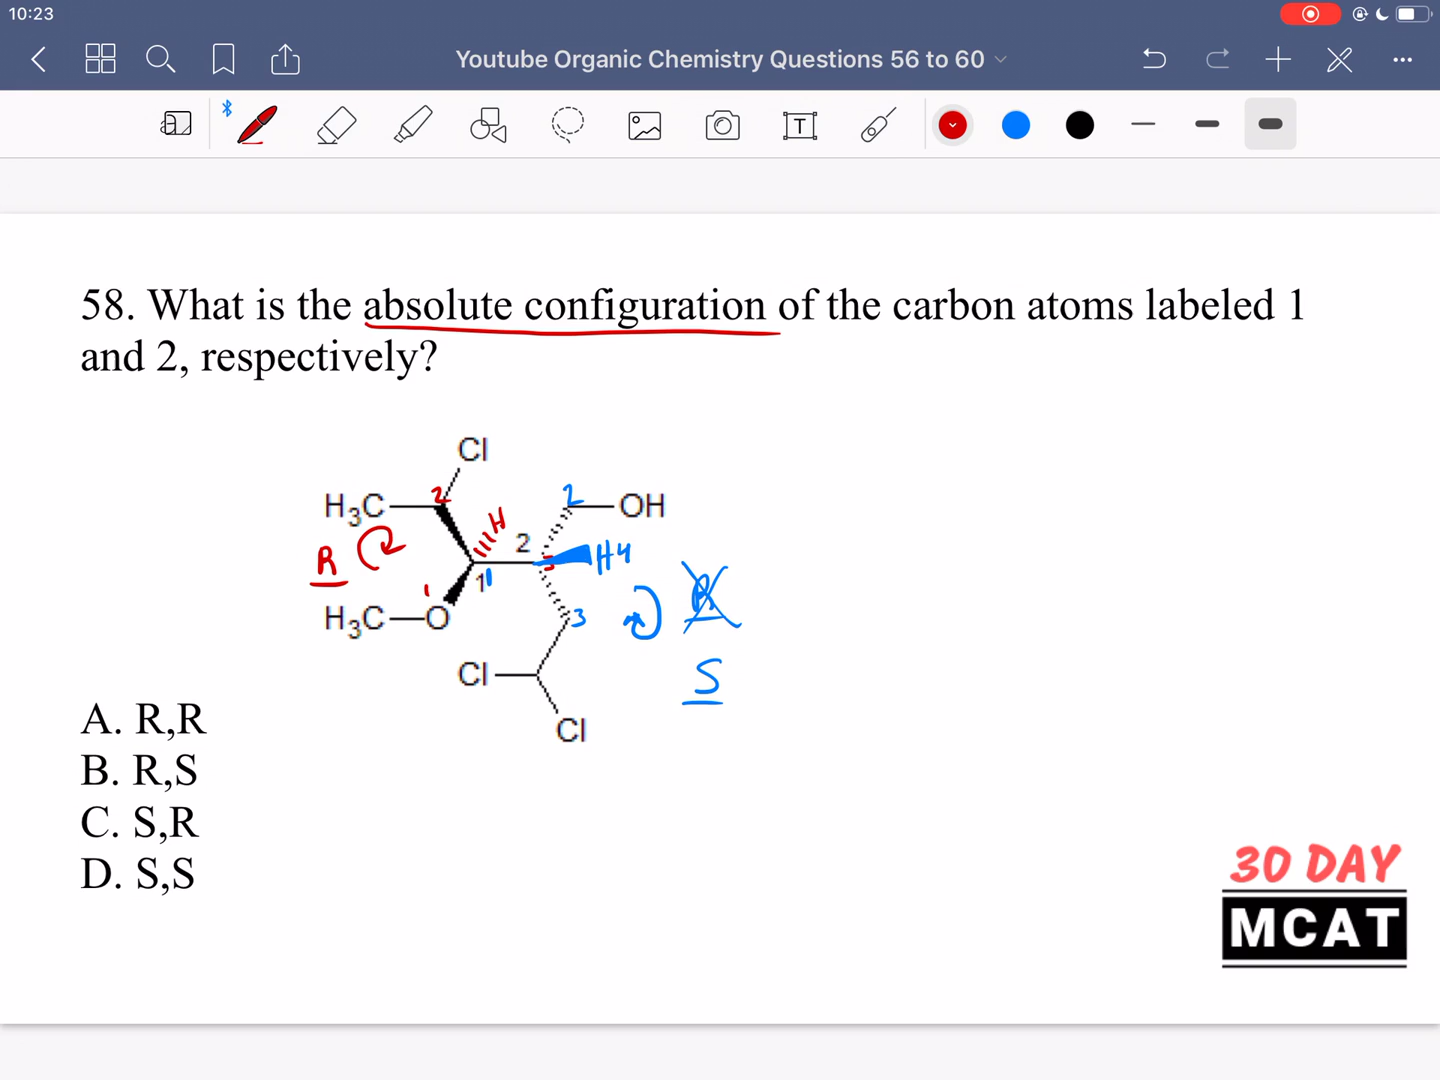 10:23
Youtube Organic Chemistry Questions 56 to 60
a
T
58. What is the absolute configuration of the carbon atoms labeled 1
and 2, respectively?
Cl
2 2
H₃C OH
H
R 2 H4
1 1
1 3
H₃C—O R
Cl S
A. R,R
Cl
B. R,S
C. S,R
D. S,S
30 DAY
MCAT